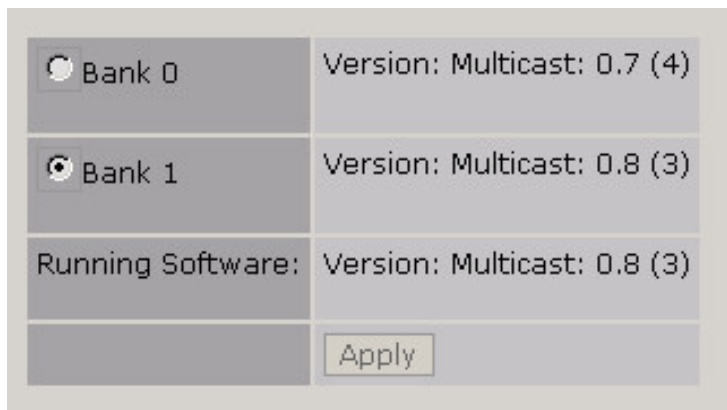 Bank 0 Version: Multicast: 0.7 (4)
Bank 1 Version: Multicast: 0.8 (3)
Running Software: Version: Multicast: 0.8 (3)
Apply